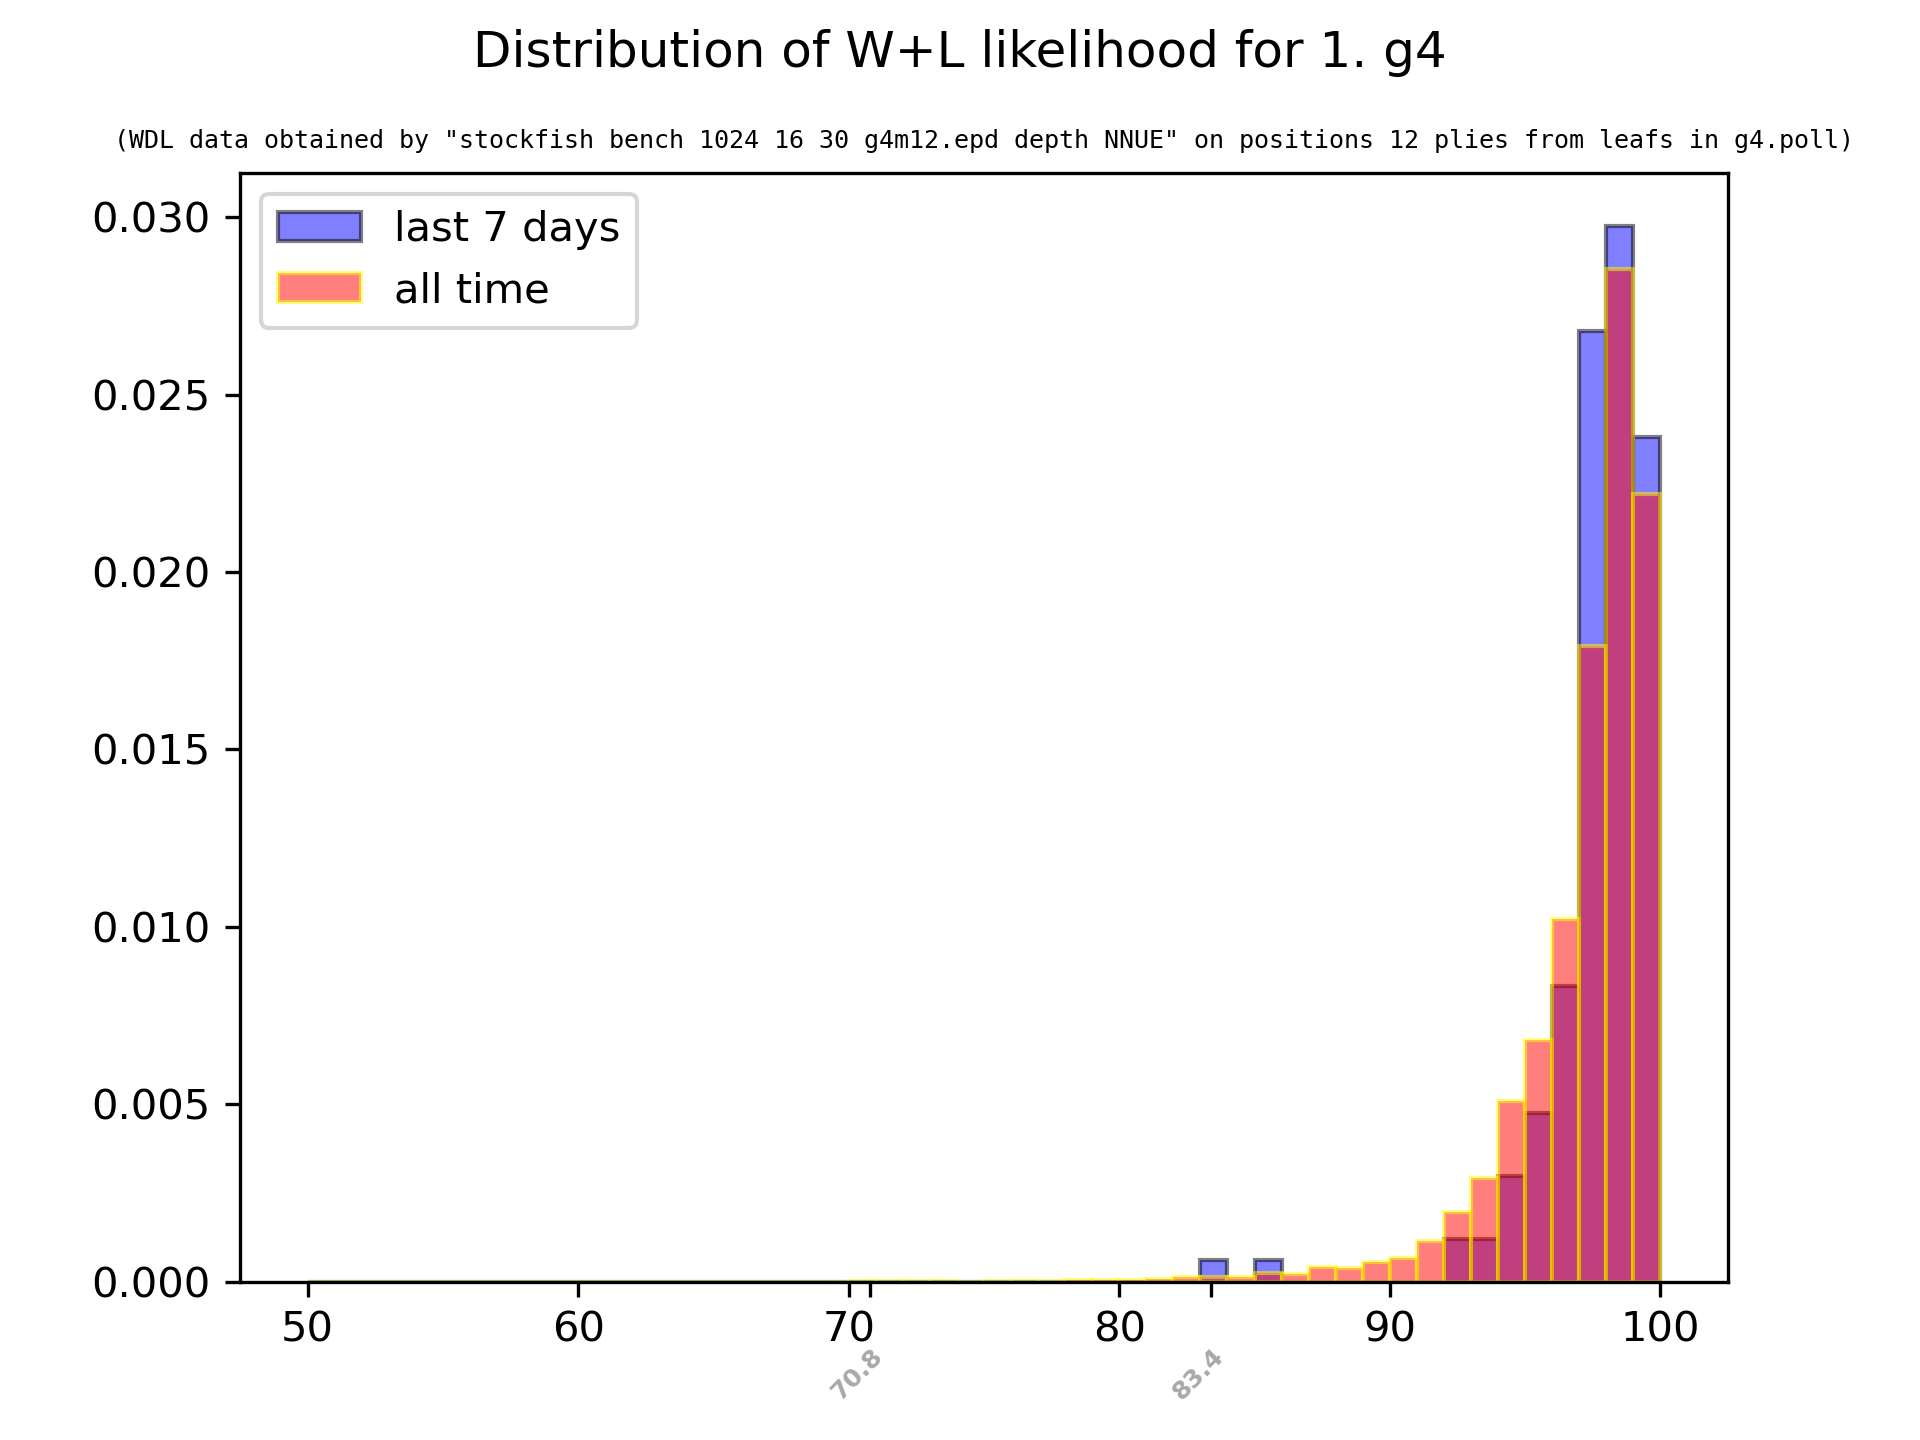 Distribution of W+L likelihood for 1. g4
(WDL data obtained by "stockfish bench 1024 16 30 g4m12.epd depth NNUE" on positions 12 plies from leafs in g4.poll)
last 7 days
all time
0.030
0.025
0.020
0.015
0.010
0.005
0.000
50 60 70 80 90 100
70.8 83.4